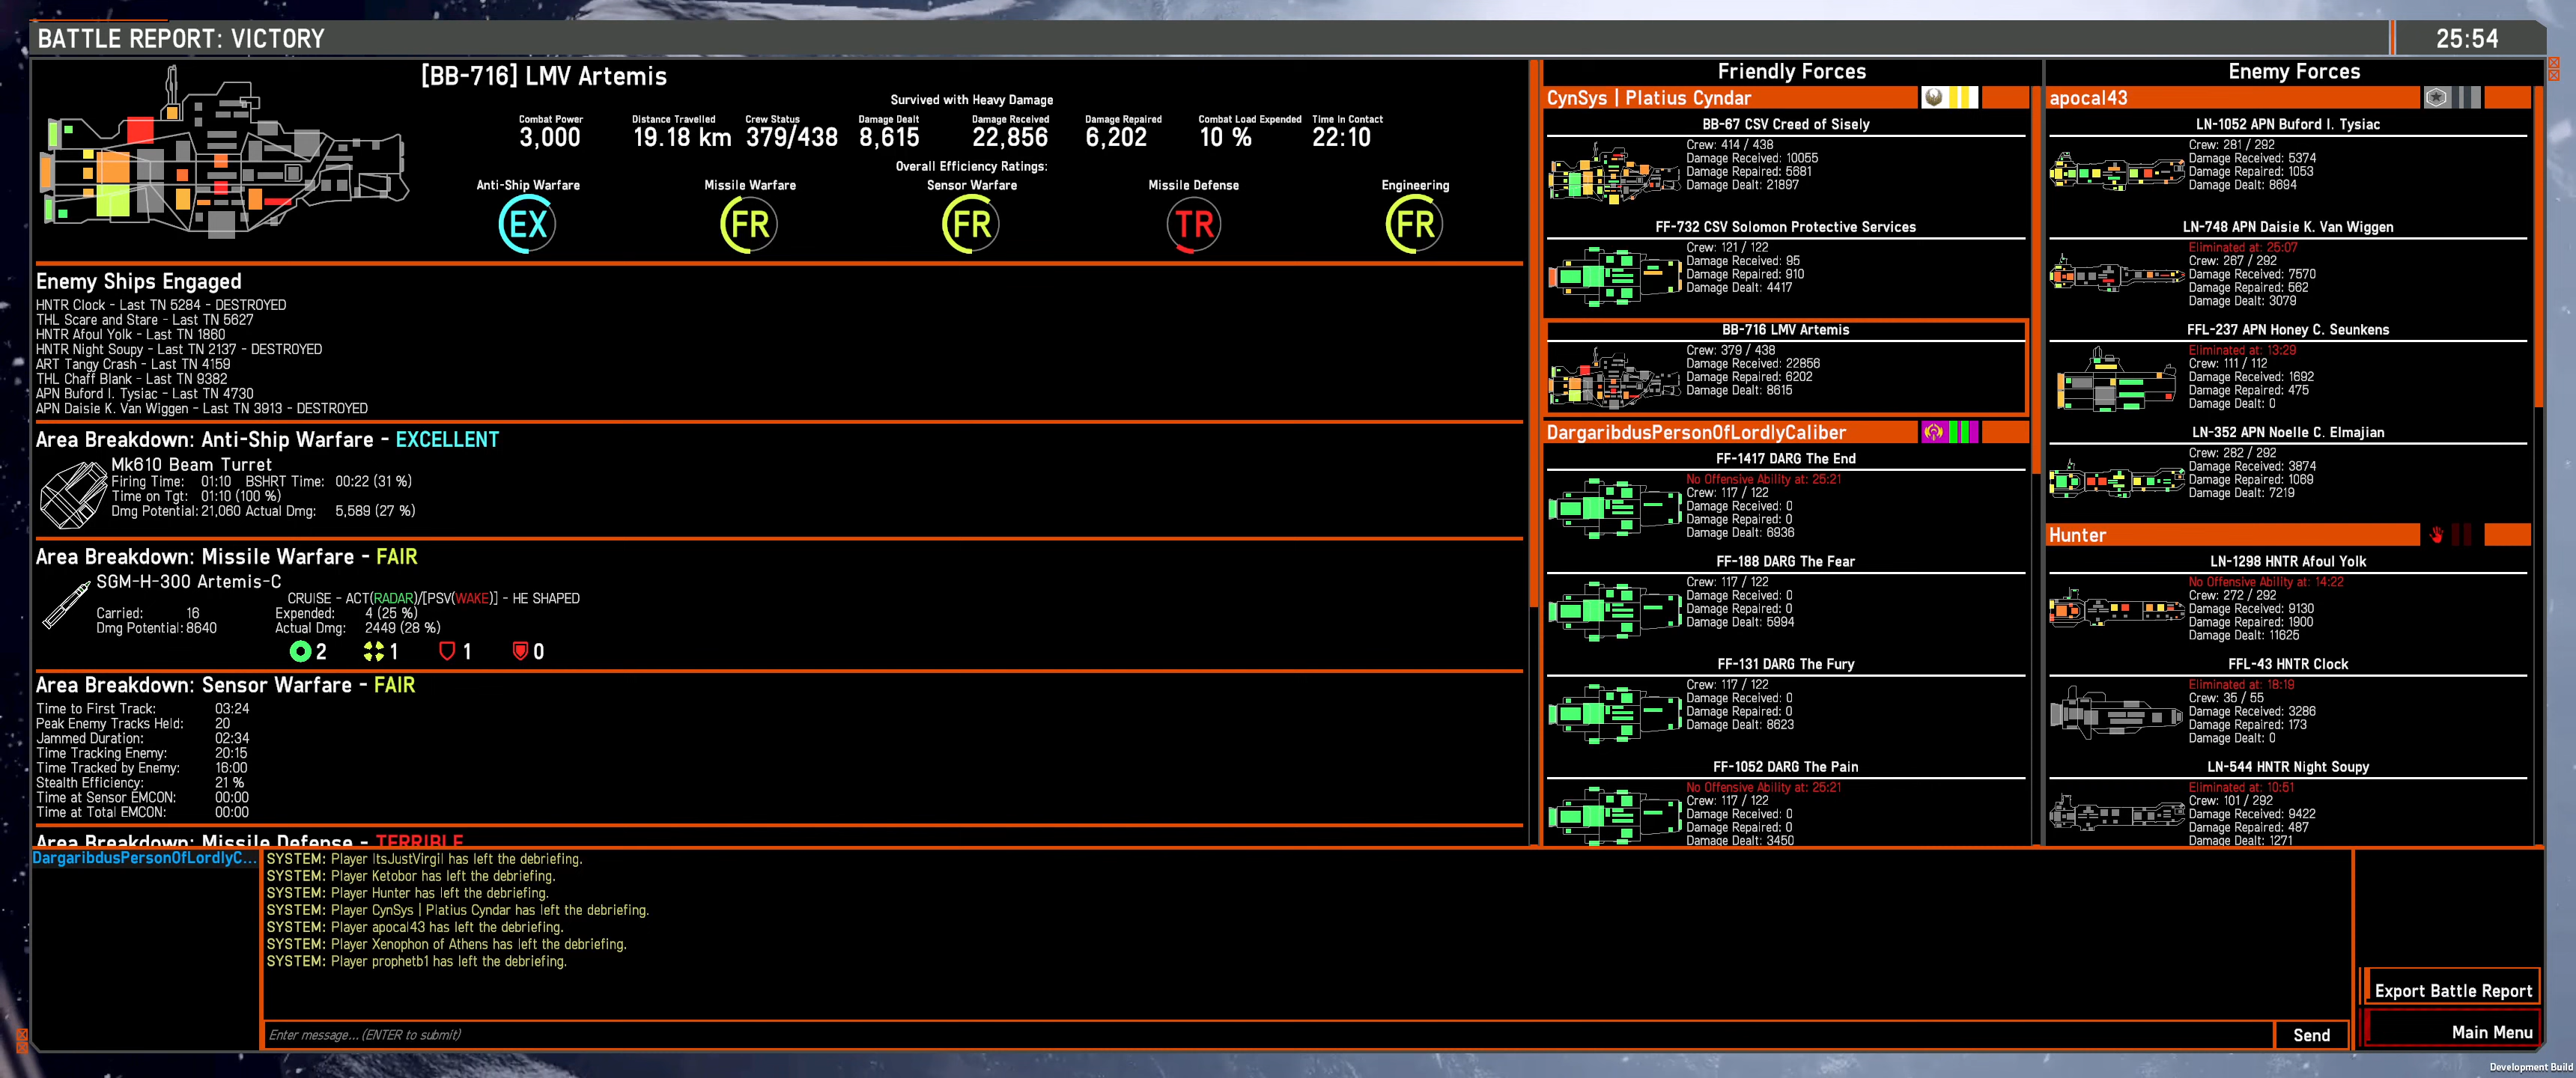 BATTLE REPORT: VICTORY
25:54
[BB-716] LMV Artemis
Survived with Heavy Damage
Combat Power
3,000
Distance Travelled
19.18 km
Crew Status
379/438
Damage Dealt
8,615
Damage Received
22,856
Damage Repaired
6,202
Combat Load Expended
10 %
Time In Contact
22:10
Overall Efficiency Ratings:
Anti-Ship Warfare
EX
Missile Warfare
FR
Sensor Warfare
FR
Missile Defense
TR
Engineering
FR
Enemy Ships Engaged
HNTR Clock - Last TN 5284 - DESTROYED
THL Scare and Stare - Last TN 5627
HNTR Afoul Yolk - Last TN 1860
HNTR Night Soupy - Last TN 2137 - DESTROYED
ART Tangy Crash - Last TN 4159
THL Chaff Blank - Last TN 9382
APN Buford I. Tysiac - Last TN 4730
APN Daisie K. Van Wiggen - Last TN 3913 - DESTROYED
Area Breakdown: Anti-Ship Warfare - EXCELLENT
Mk610 Beam Turret
Firing Time: 01:10 BSHRT Time: 00:22 (31 %)
Time on Tgt: 01:10 (100 %)
Dmg Potential: 21,060 Actual Dmg: 5,589 (27 %)
Area Breakdown: Missile Warfare - FAIR
SGM-H-300 Artemis-C
CRUISE - ACT(RADAR)/[PSV(WAKE)] - HE SHAPED
Carried: 16 Expended: 4 (25 %)
Dmg Potential: 8640 Actual Dmg: 2449 (28 %)
2 1 1 0
Area Breakdown: Sensor Warfare - FAIR
Time to First Track: 03:24
Peak Enemy Tracks Held: 20
Jammed Duration: 02:34
Time Tracking Enemy: 20:15
Time Tracked by Enemy: 16:00
Stealth Efficiency: 21 %
Time at Sensor EMCON: 00:00
Time at Total EMCON: 00:00
Area Breakdown: Missile Defense - TERRIBLE
Friendly Forces
CynSys | Platius Cyndar
BB-67 CSV Creed of Sisely
Crew: 414 / 438
Damage Received: 10055
Damage Repaired: 5581
Damage Dealt: 21897
FF-732 CSV Solomon Protective Services
Crew: 121 / 122
Damage Received: 95
Damage Repaired: 910
Damage Dealt: 4417
BB-716 LMV Artemis
Crew: 379 / 438
Damage Received: 22856
Damage Repaired: 6202
Damage Dealt: 8615
DargaribdusPersonOfLordlyCaliber
FF-1417 DARG The End
No Offensive Ability at: 25:21
Crew: 117 / 122
Damage Received: 0
Damage Repaired: 0
Damage Dealt: 6936
FF-188 DARG The Fear
Crew: 117 / 122
Damage Received: 0
Damage Repaired: 0
Damage Dealt: 5994
FF-131 DARG The Fury
Crew: 117 / 122
Damage Received: 0
Damage Repaired: 0
Damage Dealt: 8623
FF-1052 DARG The Pain
No Offensive Ability at: 25:21
Crew: 117 / 122
Damage Received: 0
Damage Repaired: 0
Damage Dealt: 3450
Enemy Forces
apocal43
LN-1052 APN Buford I. Tysiac
Crew: 281 / 292
Damage Received: 5374
Damage Repaired: 1053
Damage Dealt: 8694
LN-748 APN Daisie K. Van Wiggen
Eliminated at: 25:07
Crew: 267 / 292
Damage Received: 7570
Damage Repaired: 562
Damage Dealt: 3079
FFL-237 APN Honey C. Seunkens
Eliminated at: 13:29
Crew: 111 / 112
Damage Received: 1692
Damage Repaired: 475
Damage Dealt: 0
LN-352 APN Noelle C. Elmajian
Crew: 282 / 292
Damage Received: 3874
Damage Repaired: 1089
Damage Dealt: 7219
Hunter
LN-1298 HNTR Afoul Yolk
No Offensive Ability at: 14:22
Crew: 272 / 292
Damage Received: 9130
Damage Repaired: 1900
Damage Dealt: 11625
FFL-43 HNTR Clock
Eliminated at: 18:19
Crew: 35 / 55
Damage Received: 3286
Damage Repaired: 173
Damage Dealt: 0
LN-544 HNTR Night Soupy
Eliminated at: 10:51
Crew: 101 / 292
Damage Received: 9422
Damage Repaired: 487
Damage Dealt: 1271
DargaribdusPersonOfLordlyC...
SYSTEM: Player ItsJustVirgil has left the debriefing.
SYSTEM: Player Ketobor has left the debriefing.
SYSTEM: Player Hunter has left the debriefing.
SYSTEM: Player CynSys | Platius Cyndar has left the debriefing.
SYSTEM: Player apocal43 has left the debriefing.
SYSTEM: Player Xenophon of Athens has left the debriefing.
SYSTEM: Player prophetb1 has left the debriefing.
Enter message... (ENTER to submit)
Send
Export Battle Report
Main Menu
Development Build